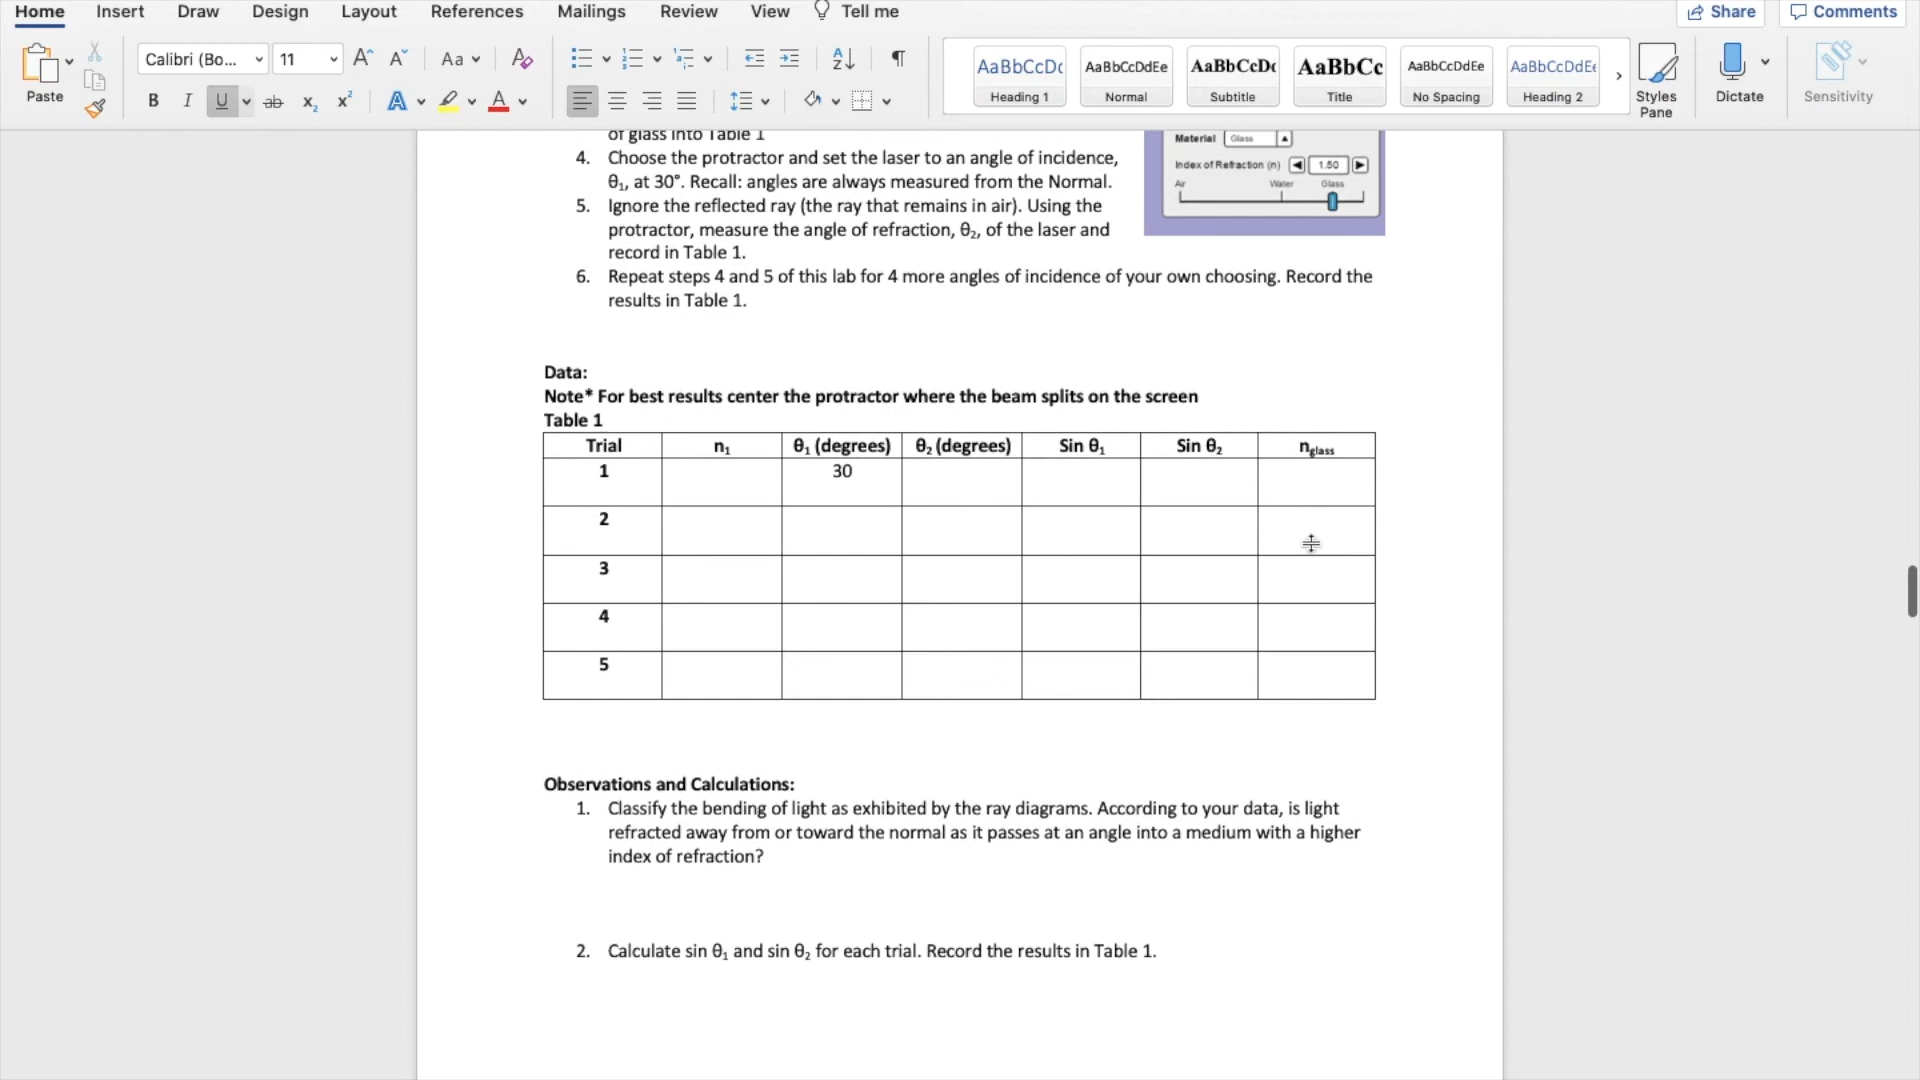 Home Insert Draw Design Layout References Mailings Review View Tell me Share Comments
Paste
Calibri (Bo... 11 Aa
B I U ab x₂ x² A A
AaBbCcDc AaBbCcDdEe AaBbCcDc AaBbCc AaBbCcDdEe AaBbCcDdEe
Heading 1 Normal Subtitle Title No Spacing Heading 2
Styles Pane
Dictate
Sensitivity
of glass into Table 1
4. Choose the protractor and set the laser to an angle of incidence,
θ₁, at 30°. Recall: angles are always measured from the Normal.
5. Ignore the reflected ray (the ray that remains in air). Using the
protractor, measure the angle of refraction, θ₂, of the laser and
record in Table 1.
6. Repeat steps 4 and 5 of this lab for 4 more angles of incidence of your own choosing. Record the
results in Table 1.
Material Glass
Index of Refraction (n) 1.50
Air Water Glass
Data:
Note* For best results center the protractor where the beam splits on the screen
Table 1
Trial n₁ θ₁ (degrees) θ₂ (degrees) Sin θ₁ Sin θ₂ nglass
1 30
2
3
4
5
Observations and Calculations:
1. Classify the bending of light as exhibited by the ray diagrams. According to your data, is light
refracted away from or toward the normal as it passes at an angle into a medium with a higher
index of refraction?
2. Calculate sin θ₁ and sin θ₂ for each trial. Record the results in Table 1.